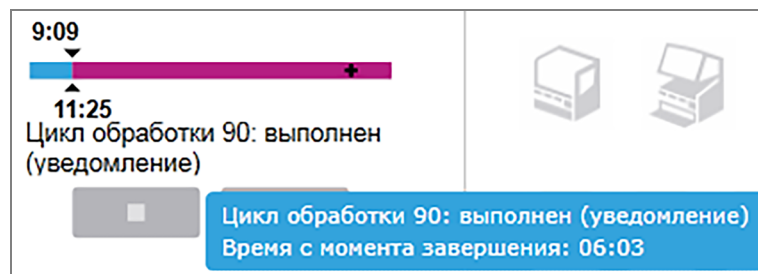 9:09
11:25
Цикл обработки 90: выполнен
(уведомление)
Цикл обработки 90: выполнен (уведомление)
Время с момента завершения: 06:03